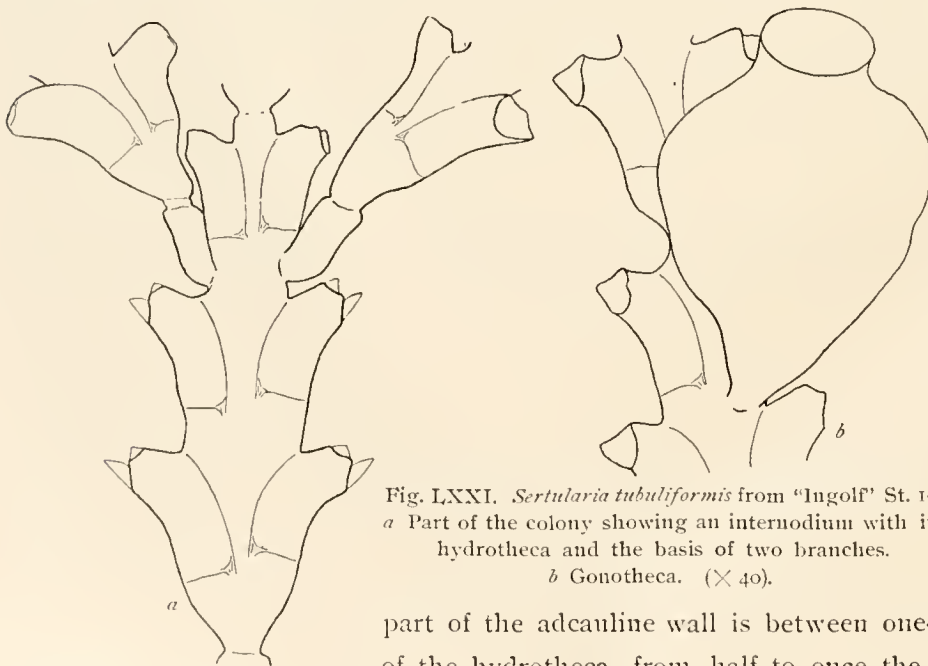 b
a
Fig. LXXI. Sertularia tubuliformis from "Ingolf" St.
a Part of the colony showing an internodium with
hydrotheca and the basis of two branches.
b Gonotheca. (× 40).
part of the adcauline wall is between one-
of the hydrotheca, from half to once the